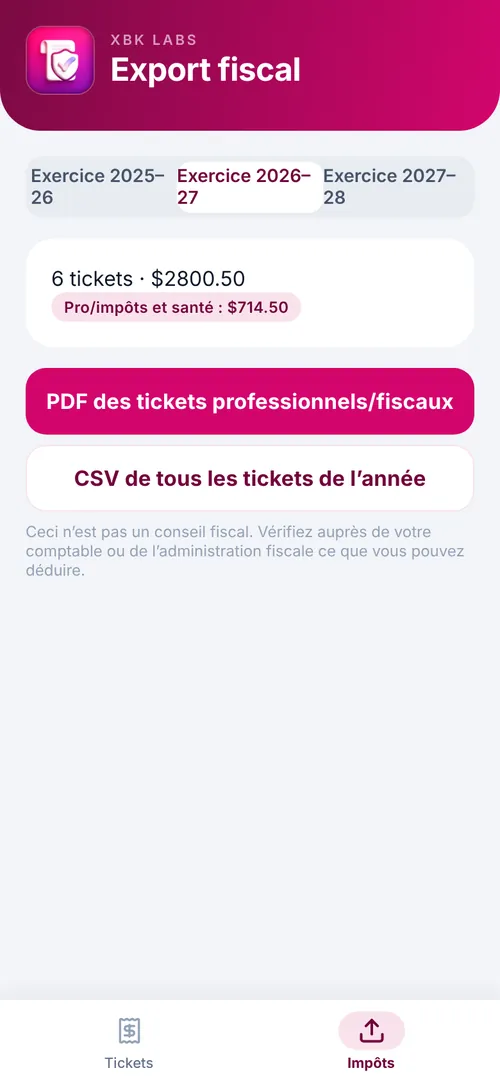 XBK LABS
Export fiscal
Exercice 2025–
26
Exercice 2026–
27
Exercice 2027–
28
6 tickets · $2800.50
Pro/impôts et santé : $714.50
PDF des tickets professionnels/fiscaux
CSV de tous les tickets de l’année
Ceci n’est pas un conseil fiscal. Vérifiez auprès de votre
comptable ou de l’administration fiscale ce que vous pouvez
déduire.
Tickets
Impôts